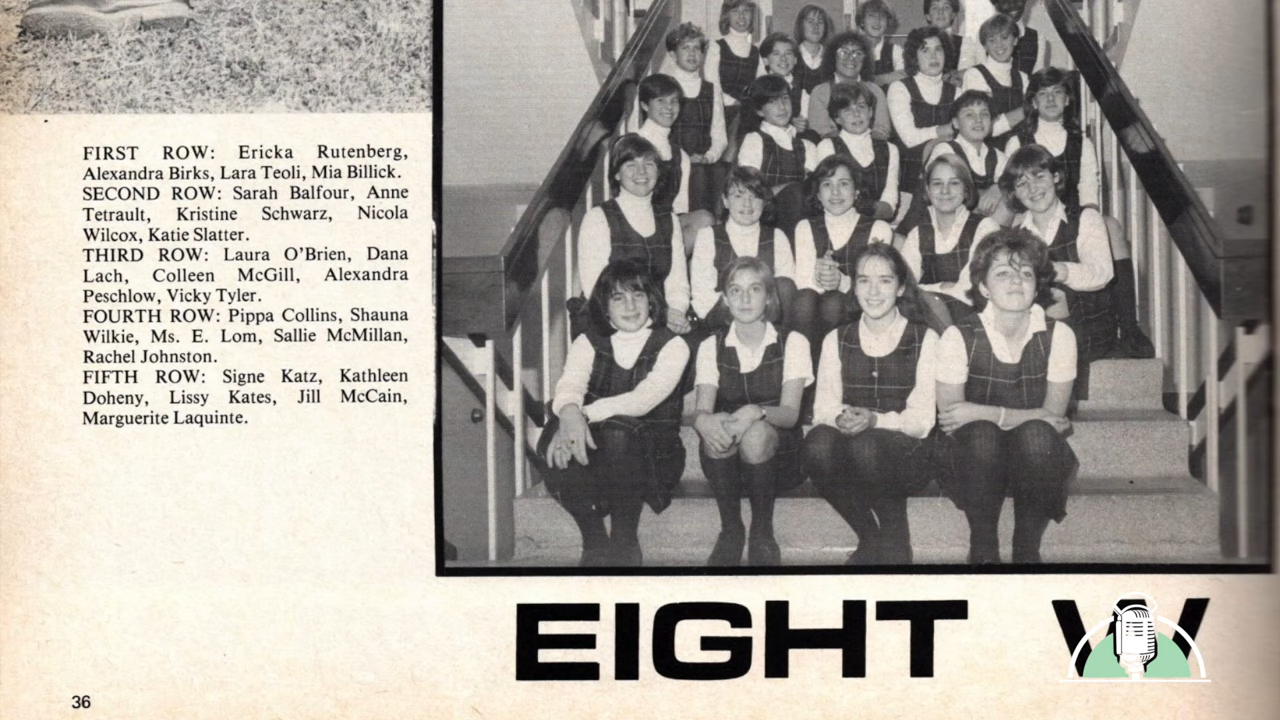 FIRST ROW: Ericka Rutenberg,
Alexandra Birks, Lara Teoli, Mia Billick.
SECOND ROW: Sarah Balfour, Anne
Tetrault, Kristine Schwarz, Nicola
Wilcox, Katie Slatter.
THIRD ROW: Laura O'Brien, Dana
Lach, Colleen McGill, Alexandra
Peschlow, Vicky Tyler.
FOURTH ROW: Pippa Collins, Shauna
Wilkie, Ms. E. Lom, Sallie McMillan,
Rachel Johnston.
FIFTH ROW: Signe Katz, Kathleen
Doheny, Lissy Kates, Jill McCain,
Marguerite Laquinte.
EIGHT
36